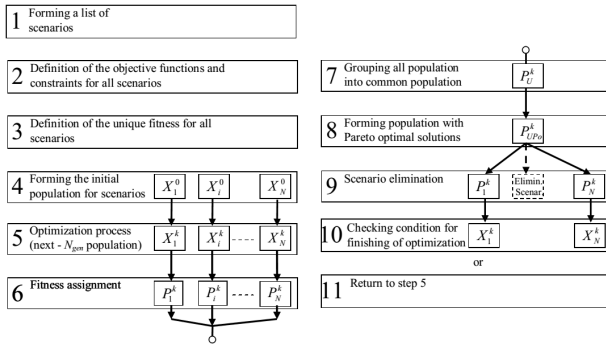 1 Forming a list of
scenarios
2 Definition of the objective functions and
constraints for all scenarios
3 Definition of the unique fitness for all
scenarios
4 Forming the initial
population for scenarios
X_1^0 X_i^0 X_N^0
5 Optimization process
(next - N_gen population)
X_1^k X_i^k X_N^k
6 Fitness assignment
P_1^k P_i^k P_N^k
7 Grouping all population
into common population
P_U^k
8 Forming population with
Pareto optimal solutions
P_UPo^k
9 Scenario elimination
P_1^k Elimin. Scenar. P_N^k
10 Checking condition for
finishing of optimization
X_1^k X_N^k
or
11 Return to step 5